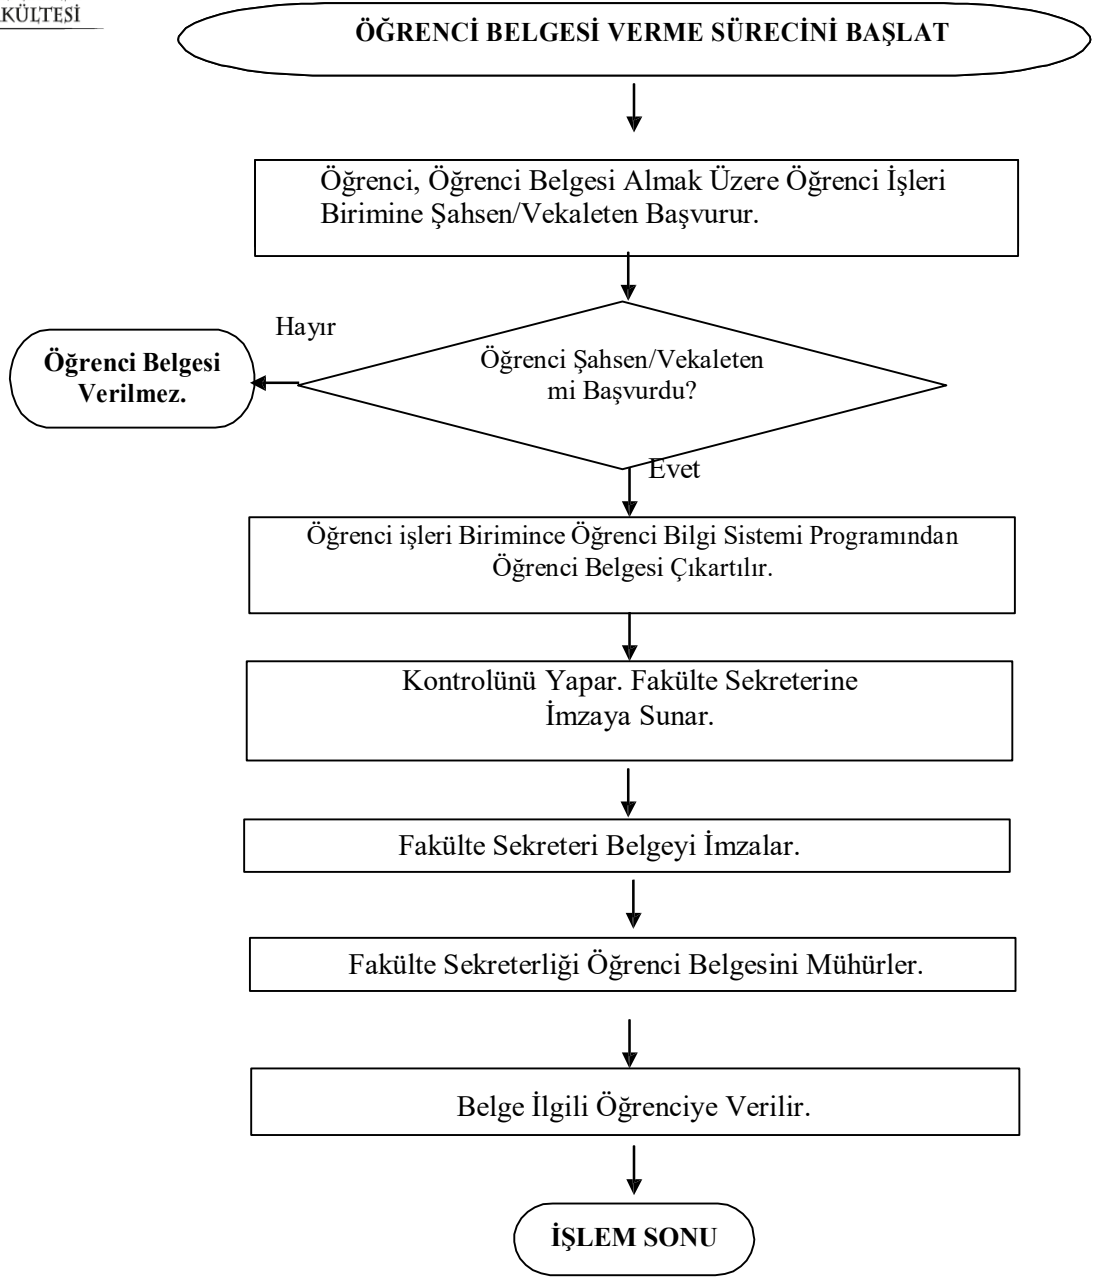 KÜLTESİ
ÖĞRENCİ BELGESİ VERME SÜRECİNİ BAŞLAT
Öğrenci, Öğrenci Belgesi Almak Üzere Öğrenci İşleri
Birimine Şahsen/Vekaleten Başvurur.
Hayır
Öğrenci Belgesi
Verilmez.
Öğrenci Şahsen/Vekaleten
mi Başvurdu?
Evet
Öğrenci işleri Birimince Öğrenci Bilgi Sistemi Programından
Öğrenci Belgesi Çıkartılır.
Kontrolünü Yapar. Fakülte Sekreterine
İmzaya Sunar.
Fakülte Sekreteri Belgeyi İmzalar.
Fakülte Sekreterliği Öğrenci Belgesini Mühürler.
Belge İlgili Öğrenciye Verilir.
İŞLEM SONU